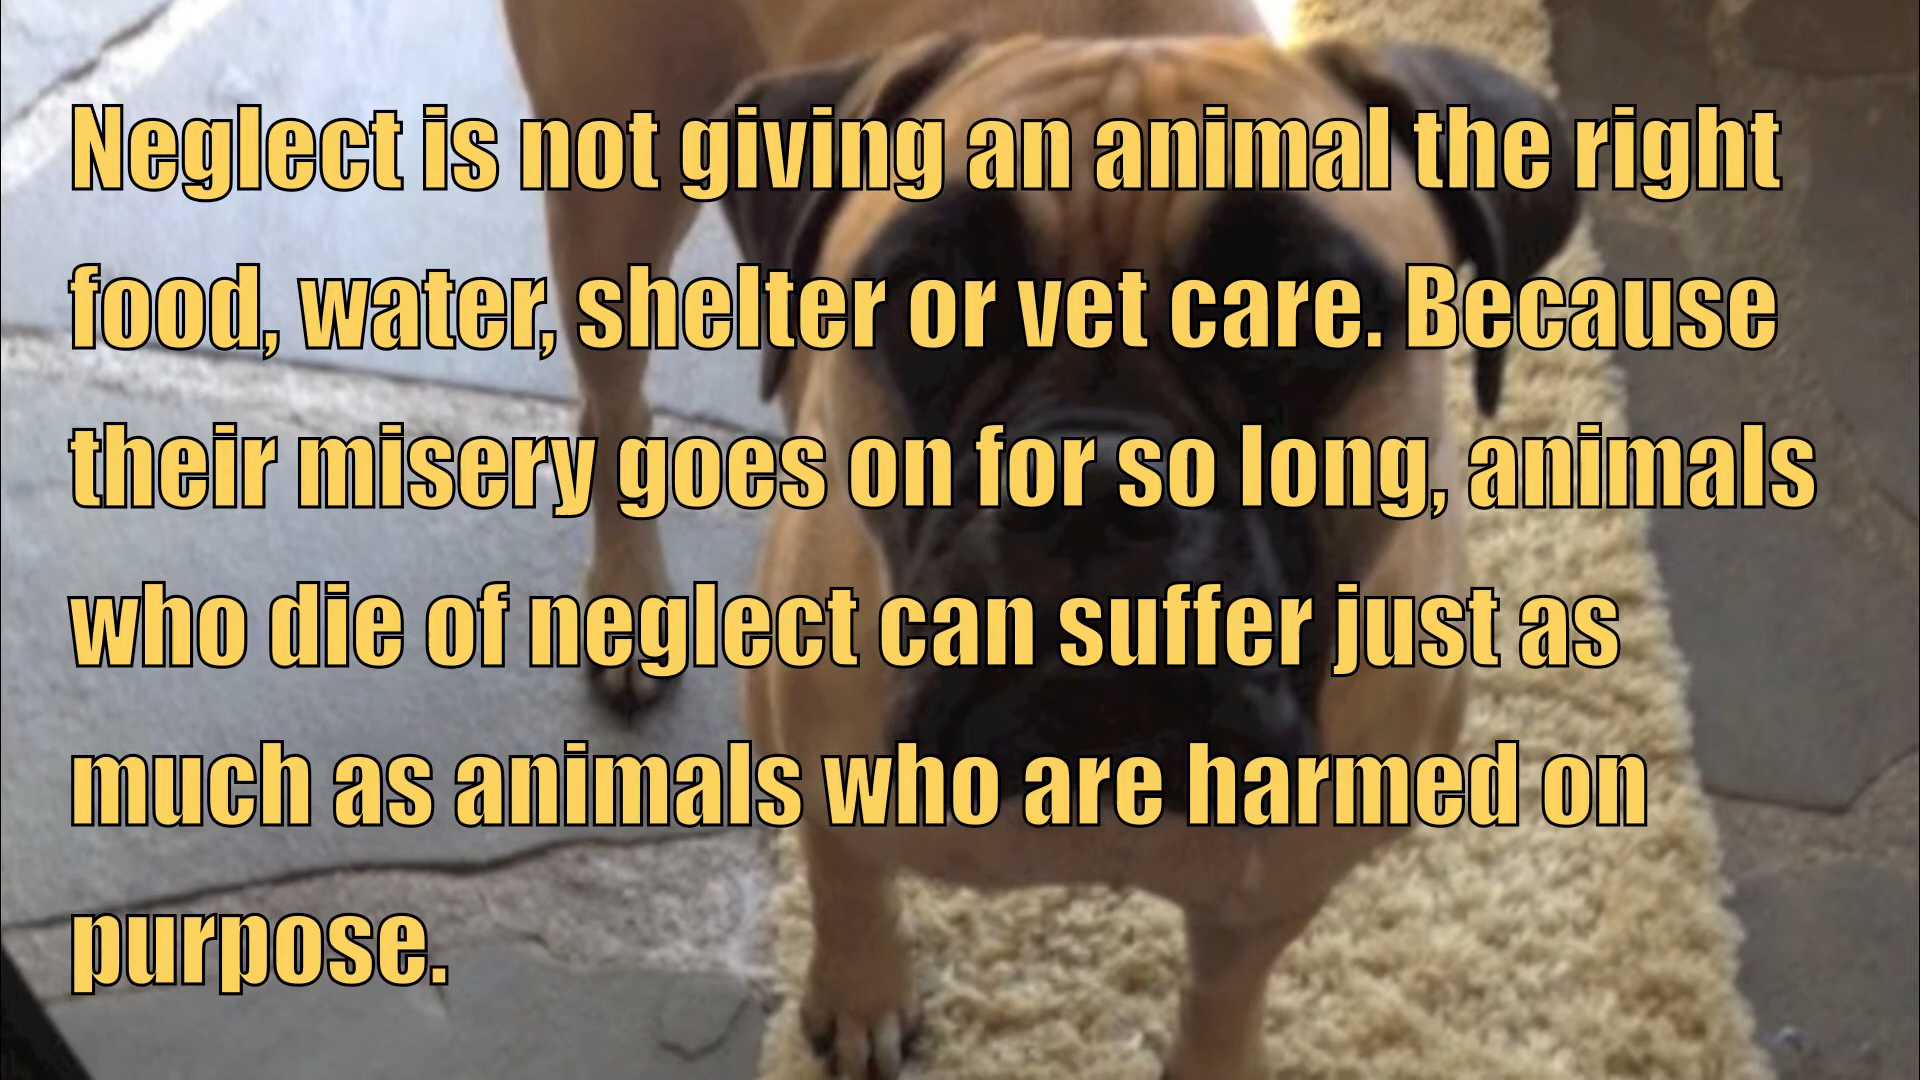 Neglect is not giving an animal the right
food, water, shelter or vet care. Because
their misery goes on for so long, animals
who die of neglect can suffer just as
much as animals who are harmed on
purpose.